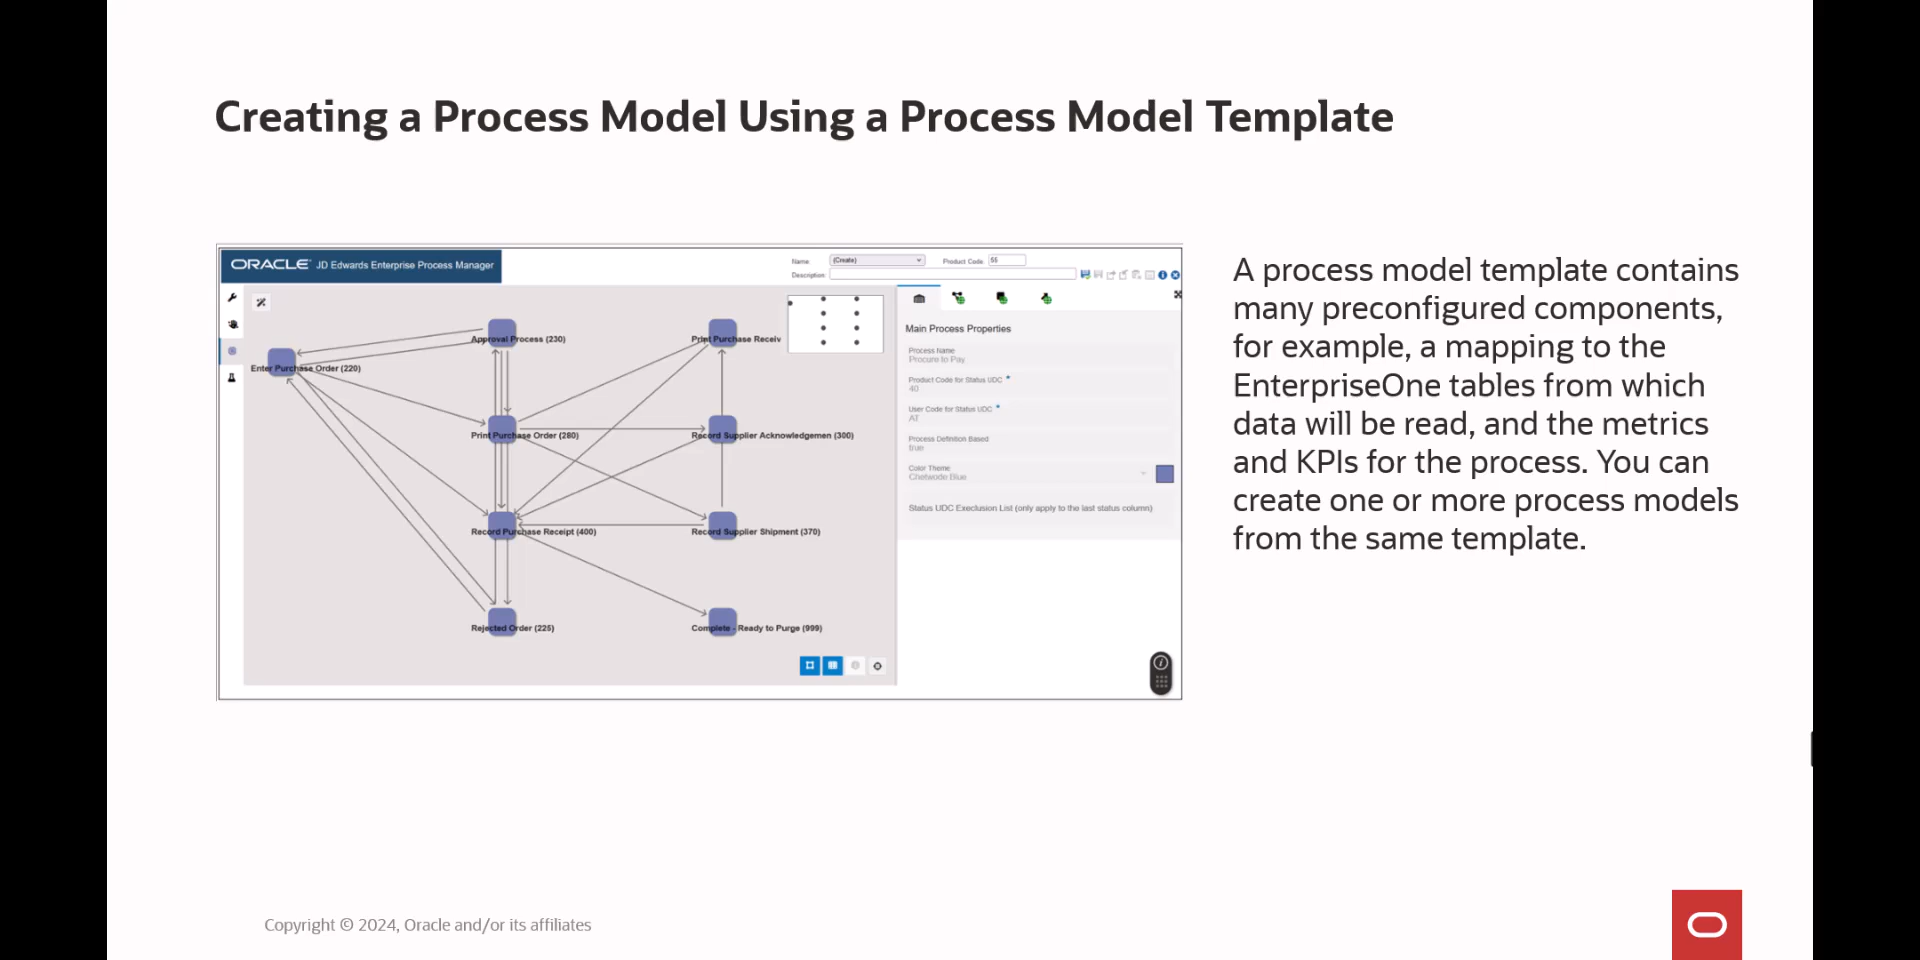 Creating a Process Model Using a Process Model Template
ORACLE JD Edwards Enterprise Process Manager
Name (Create) Product Code 55
Description
Approval Process (230)
Print Purchase Receiv
Enter Purchase Order (220)
Print Purchase Order (280)
Record Supplier Acknowledgemen (300)
Record Purchase Receipt (400)
Record Supplier Shipment (370)
Rejected Order (225)
Complete - Ready to Purge (999)
Main Process Properties
Process Name
Procure to Pay
Product Code for Status UDC *
40
User Code for Status UDC *
AT
Process Definition Based
true
Color Theme
Chetwode Blue
Status UDC Execlusion List (only apply to the last status column)
A process model template contains
many preconfigured components,
for example, a mapping to the
EnterpriseOne tables from which
data will be read, and the metrics
and KPIs for the process. You can
create one or more process models
from the same template.
Copyright © 2024, Oracle and/or its affiliates